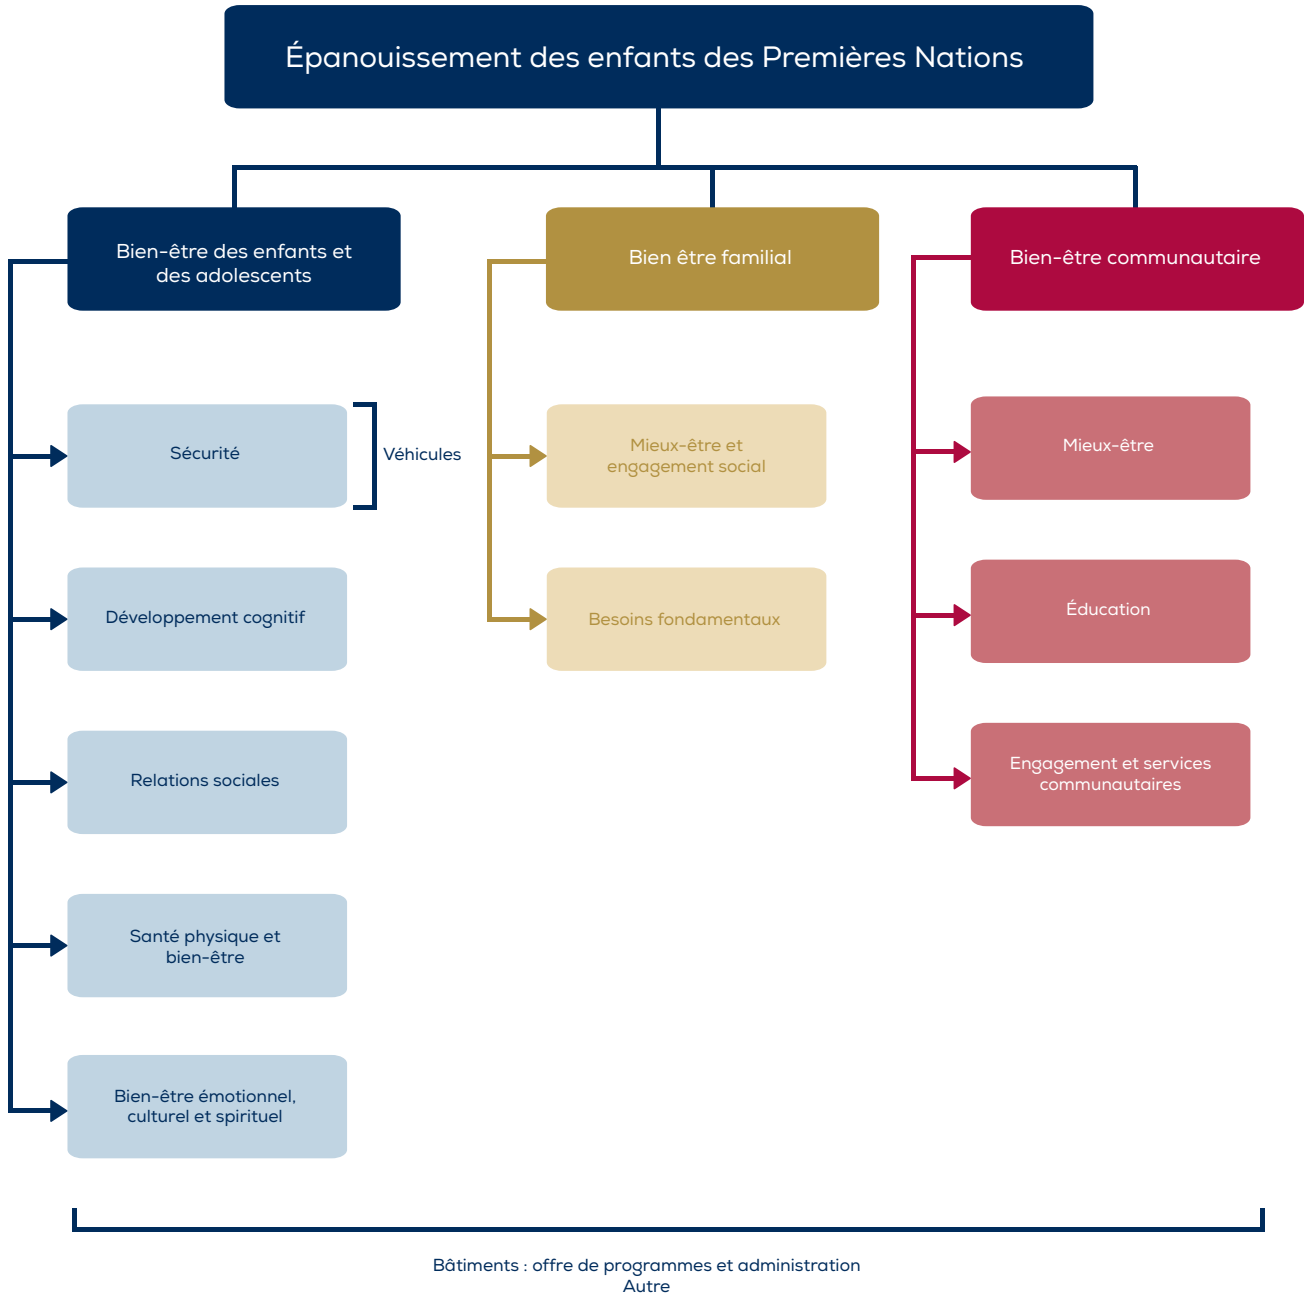 Épanouissement des enfants des Premières Nations
Bien-être des enfants et
des adolescents
Sécurité
Véhicules
Développement cognitif
Relations sociales
Santé physique et
bien-être
Bien-être émotionnel,
culturel et spirituel
Bien être familial
Mieux-être et
engagement social
Besoins fondamentaux
Bien-être communautaire
Mieux-être
Éducation
Engagement et services
communautaires
Bâtiments : offre de programmes et administration
Autre